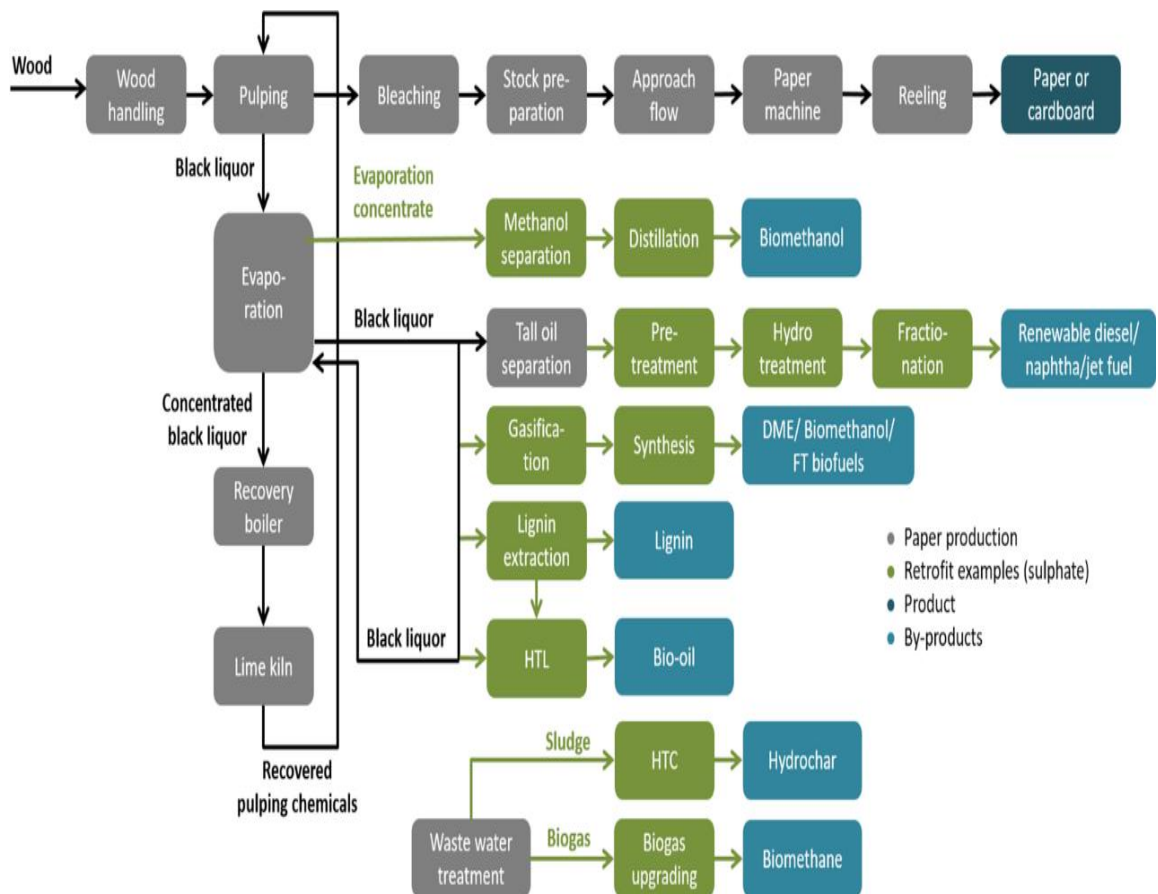 Wood
Wood
handling
Pulping
Bleaching
Stock pre-
paration
Approach
flow
Paper
machine
Reeling
Paper or
cardboard
Black liquor
Evaporation
concentrate
Evapo-
ration
Methanol
separation
Distillation
Biomethanol
Black liquor
Tall oil
separation
Pre-
treatment
Hydro
treatment
Fractio-
nation
Renewable diesel/
naphtha/jet fuel
Concentrated
black liquor
Gasifica-
tion
Synthesis
DME/ Biomethanol/
FT biofuels
Recovery
boiler
Lignin
extraction
Lignin
Paper production
Retrofit examples (sulphate)
Product
By-products
Black liquor
Lime kiln
HTL
Bio-oil
Recovered
pulping chemicals
Sludge
HTC
Hydrochar
Waste water
treatment
Biogas
Biogas
upgrading
Biomethane